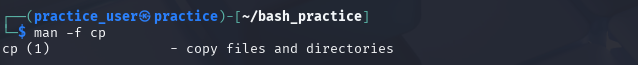 ┌──(practice_user㉿practice)-[~/bash_practice]
└─$ man -f cp
cp (1)               - copy files and directories